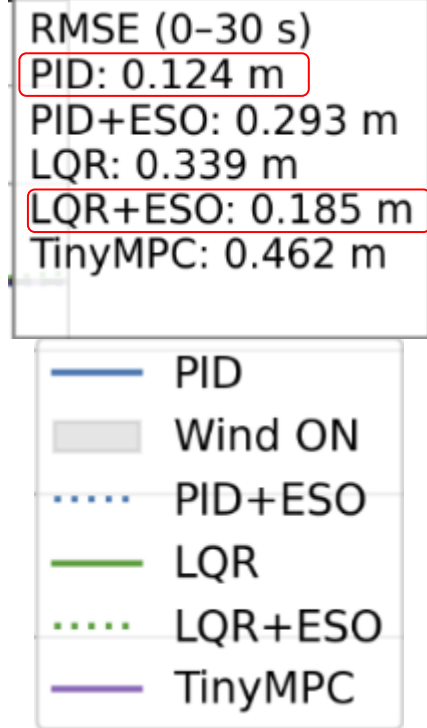 RMSE (0–30 s)
PID: 0.124 m
PID+ESO: 0.293 m
LQR: 0.339 m
LQR+ESO: 0.185 m
TinyMPC: 0.462 m
PID
Wind ON
PID+ESO
LQR
LQR+ESO
TinyMPC